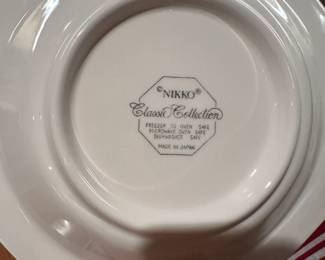 © NIKKO ®
Classic Collection
FREEZER TO OVEN SAFE
MICROWAVE OVEN SAFE
DISHWASHER SAFE
MADE IN JAPAN